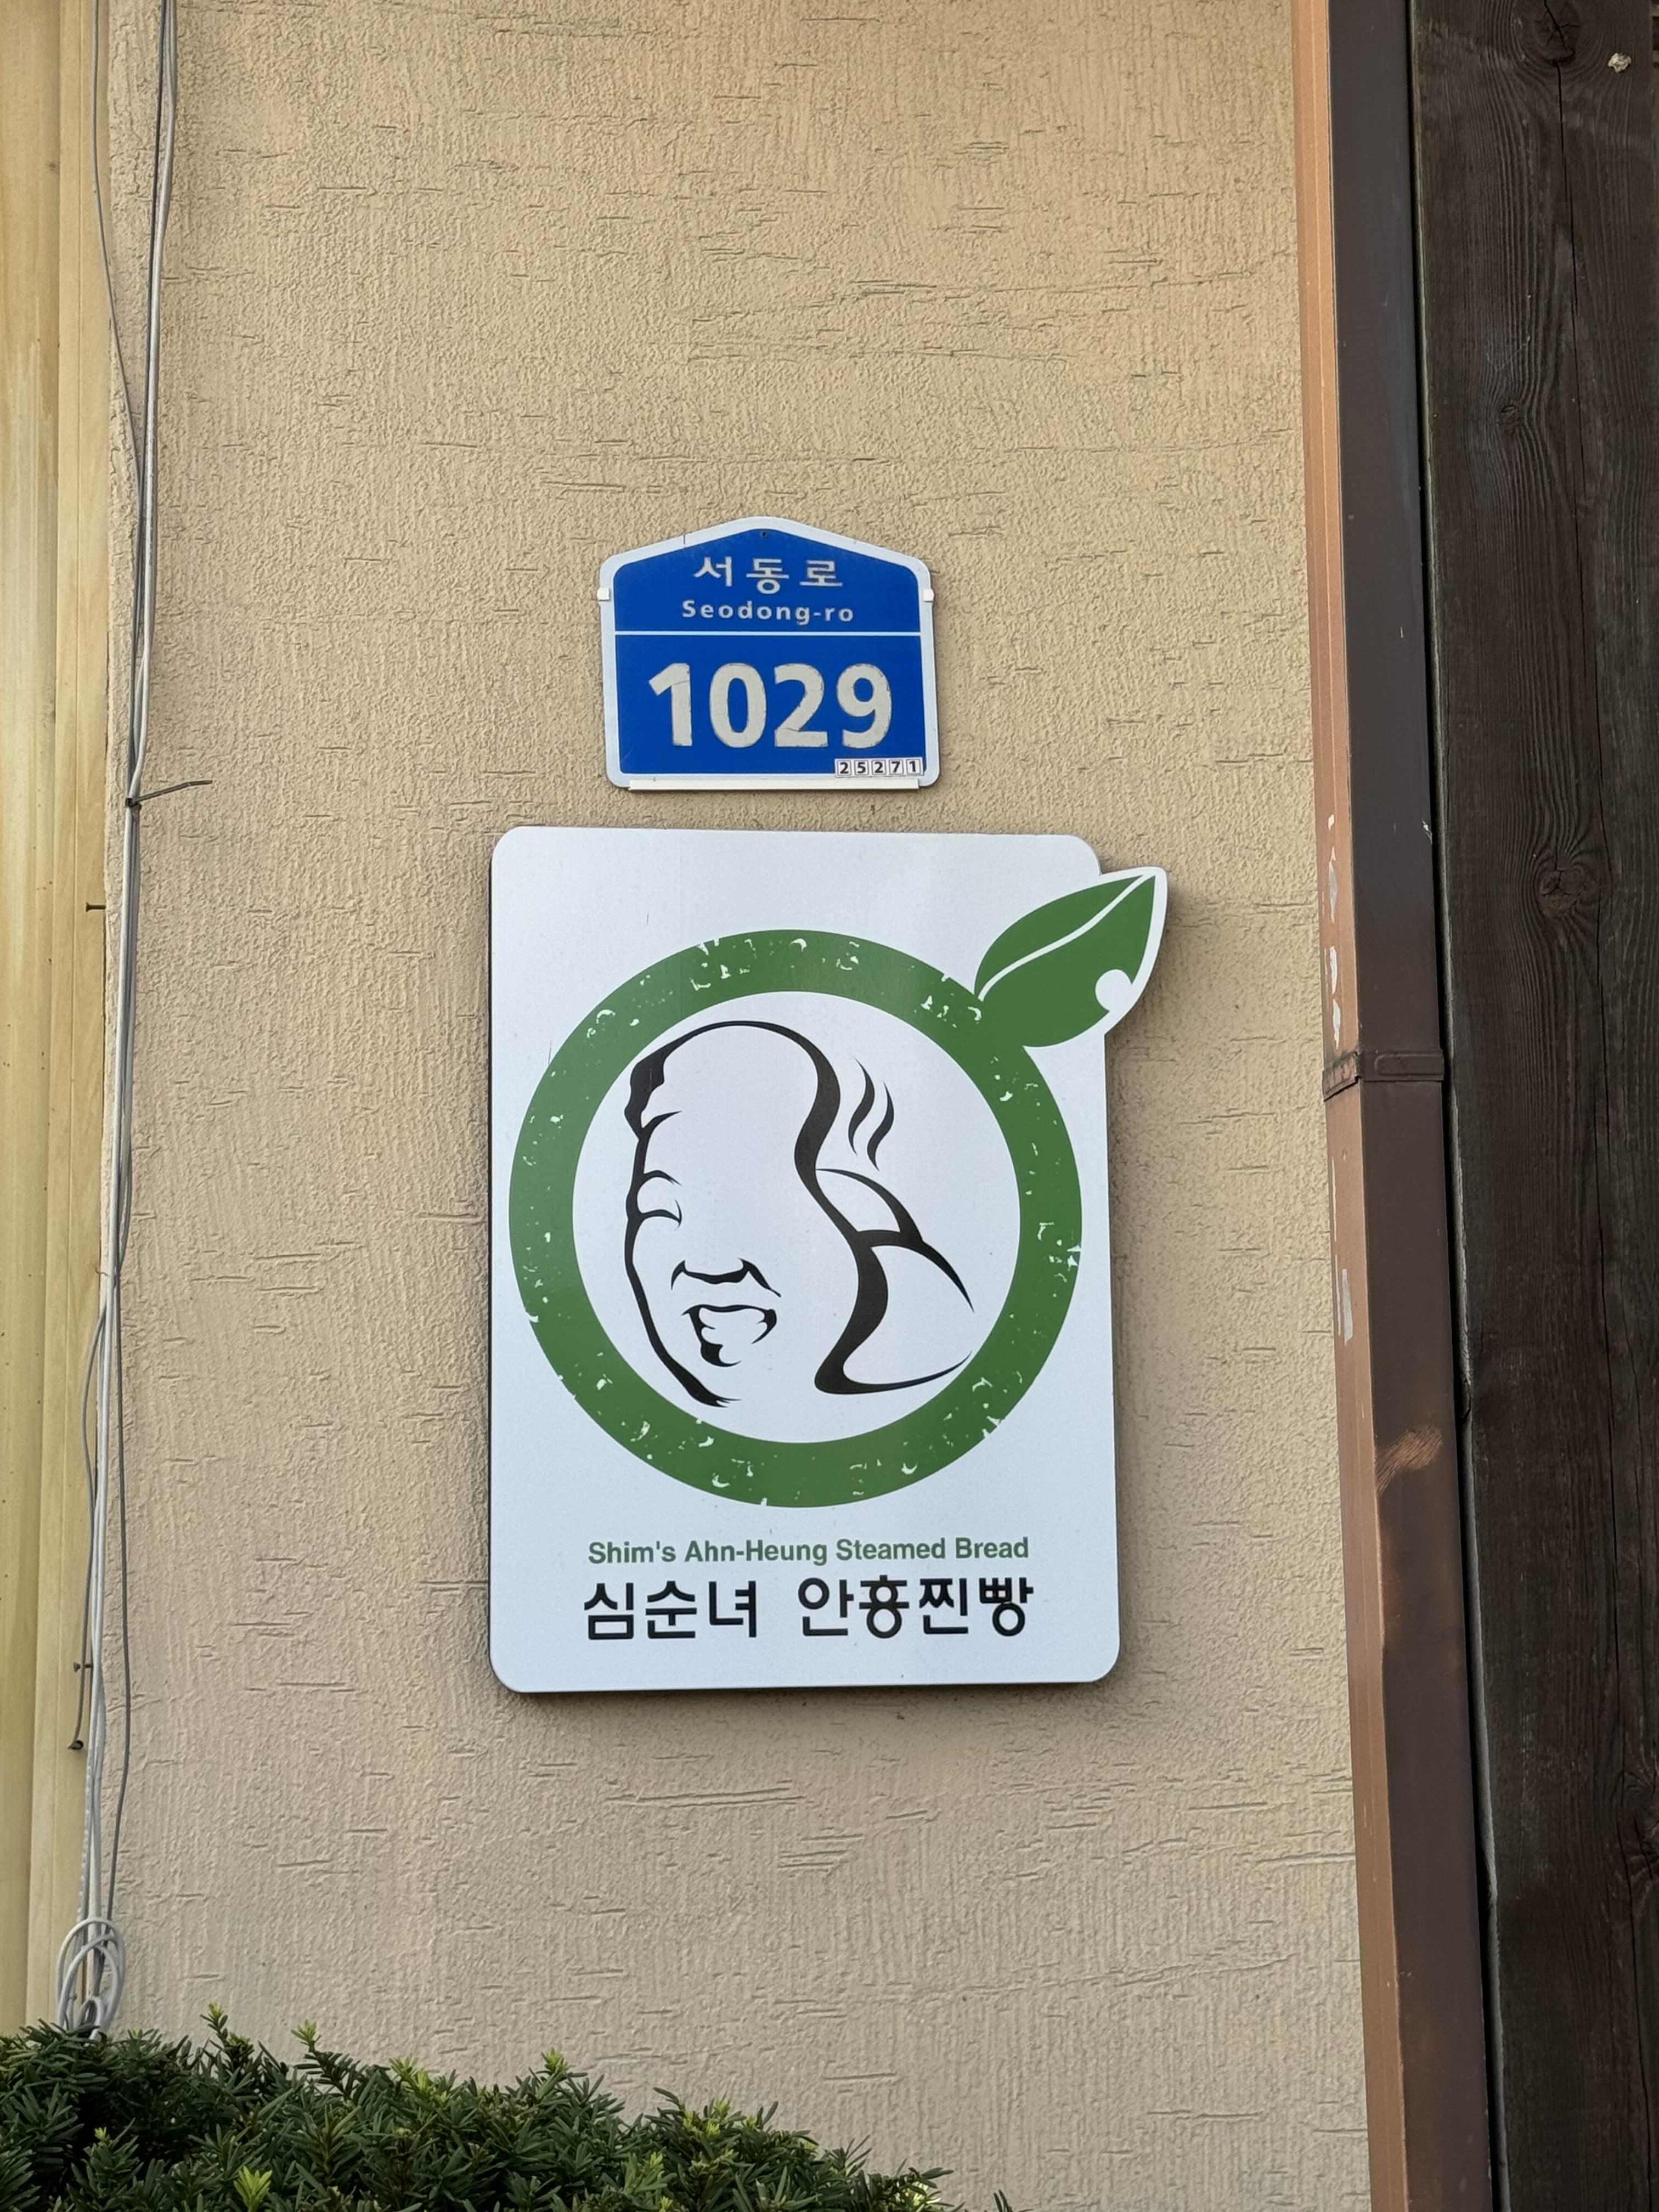 서동로
Seodong-ro
1029
25271
Shim's Ahn-Heung Steamed Bread
심순녀 안흥찐빵